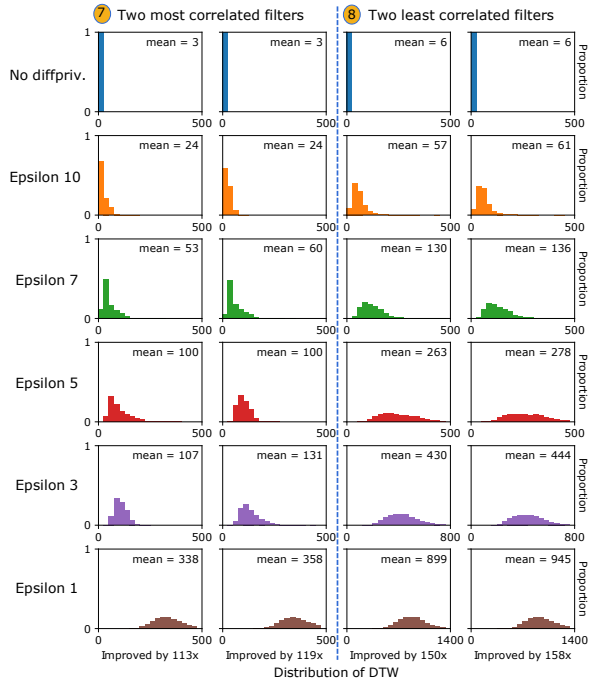 7 Two most correlated filters 8 Two least correlated filters
No diffpriv. 1 0 mean = 3 0 500 mean = 3 0 500 mean = 6 0 500 mean = 6 0 500 Proportion
Epsilon 10 1 0 mean = 24 0 500 mean = 24 0 500 mean = 57 0 500 mean = 61 0 500 Proportion
Epsilon 7 1 0 mean = 53 0 500 mean = 60 0 500 mean = 130 0 500 mean = 136 0 500 Proportion
Epsilon 5 1 0 mean = 100 0 500 mean = 100 0 500 mean = 263 0 500 mean = 278 0 500 Proportion
Epsilon 3 1 0 mean = 107 0 500 mean = 131 0 500 mean = 430 0 800 mean = 444 0 800 Proportion
Epsilon 1 1 0 mean = 338 0 500 mean = 358 0 500 mean = 899 0 1400 mean = 945 0 1400 Proportion
Improved by 113x Improved by 119x Improved by 150x Improved by 158x
Distribution of DTW